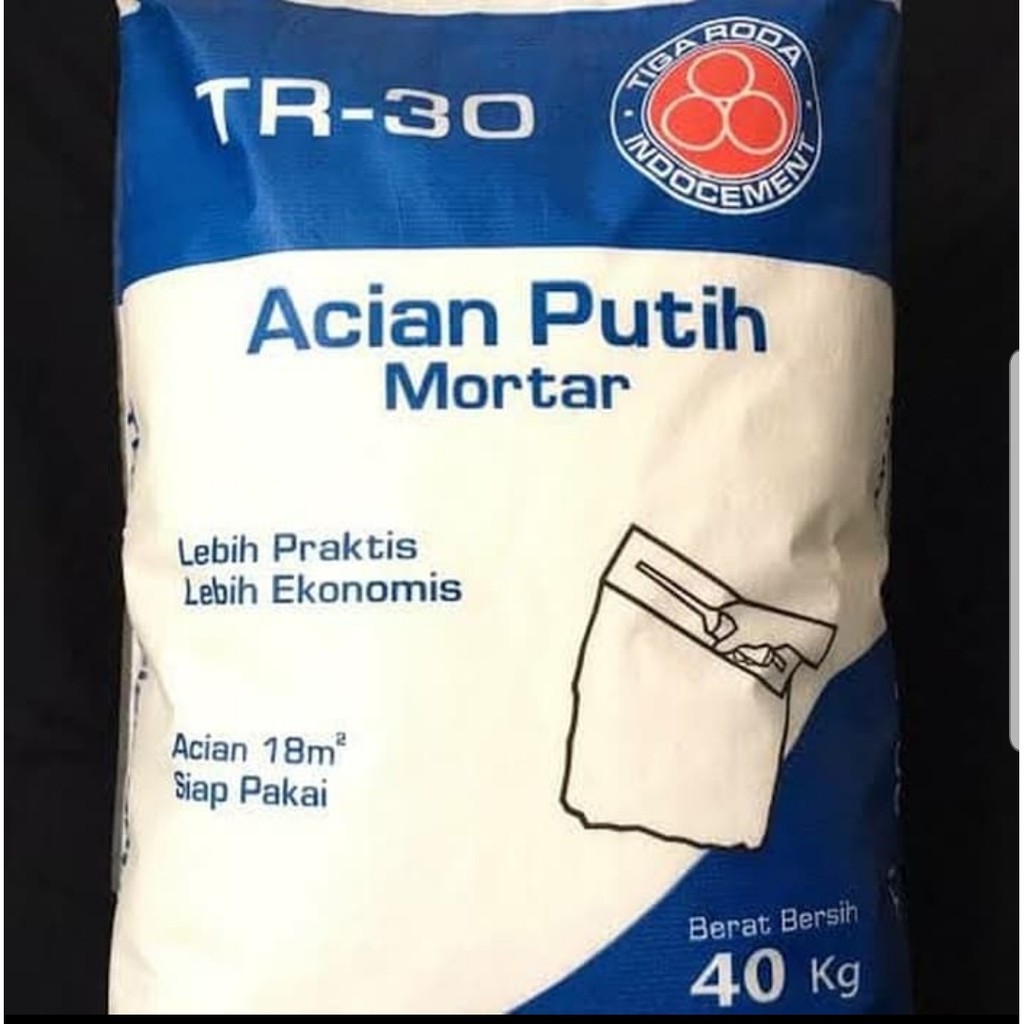 TR-30
TIGA RODA
INDOCEMENT
Acian Putih
Mortar
Lebih Praktis
Lebih Ekonomis
Acian 18m²
Siap Pakai
Berat Bersih
40 Kg